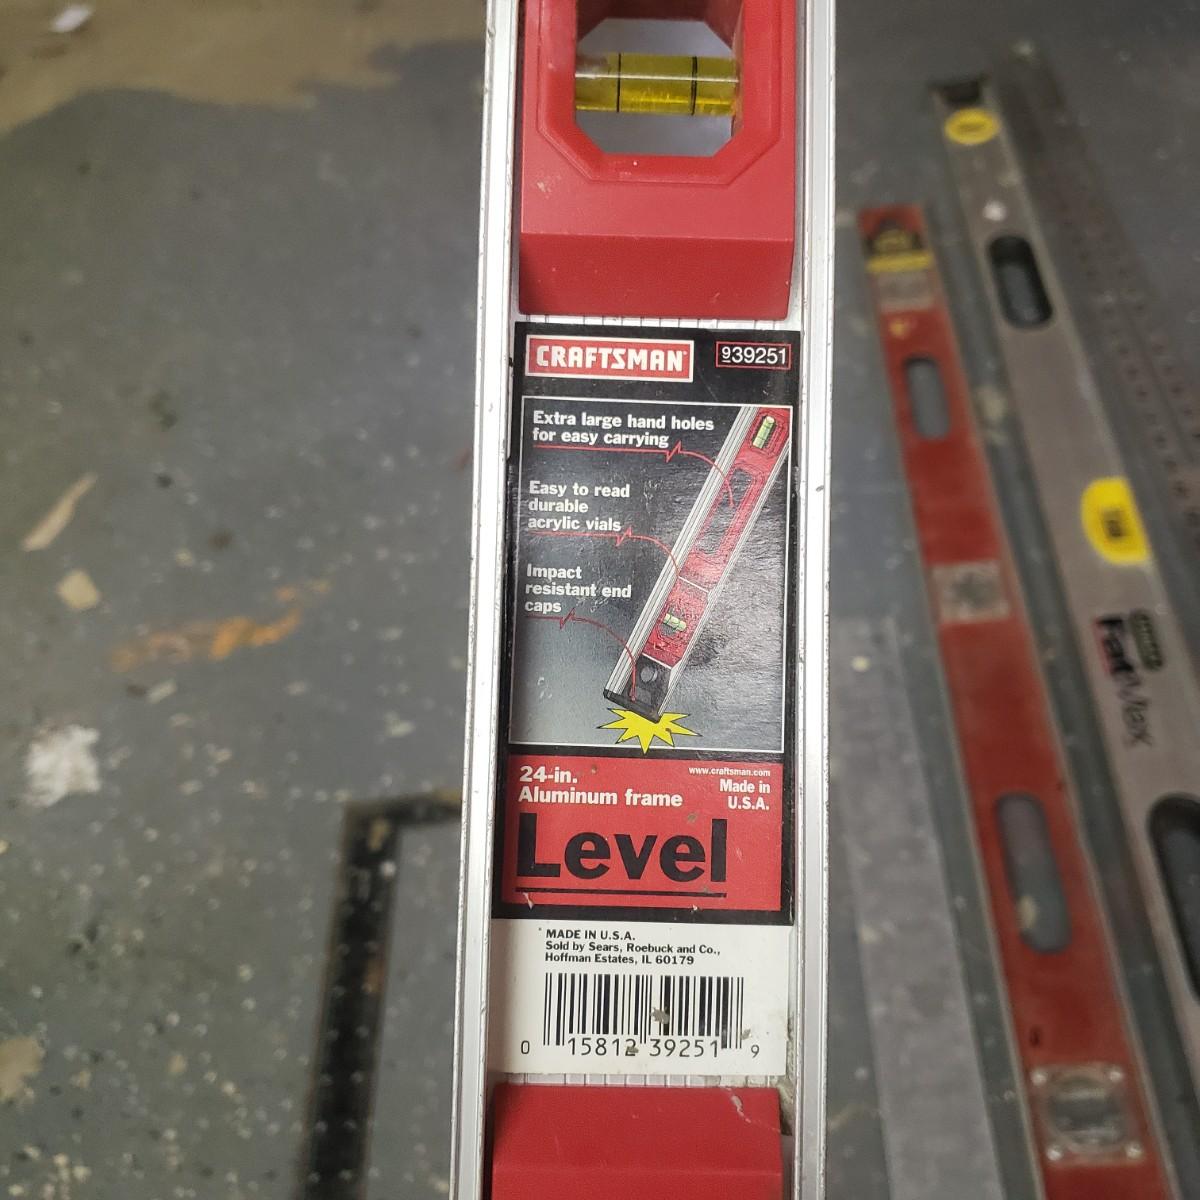 CRAFTSMAN
939251
Extra large hand holes
for easy carrying
Easy to read
durable
acrylic vials
Impact
resistant end
caps
24-in.
Aluminum frame
www.craftsman.com
Made in
U.S.A.
Level
MADE IN U.S.A.
Sold by Sears, Roebuck and Co.,
Hoffman Estates, IL 60179
0 15812 39251 9
FatMax